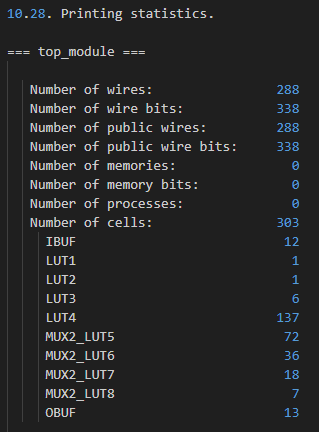 10.28. Printing statistics.
=== top_module ===
Number of wires: 288
Number of wire bits: 338
Number of public wires: 288
Number of public wire bits: 338
Number of memories: 0
Number of memory bits: 0
Number of processes: 0
Number of cells: 303
IBUF 12
LUT1 1
LUT2 1
LUT3 6
LUT4 137
MUX2_LUT5 72
MUX2_LUT6 36
MUX2_LUT7 18
MUX2_LUT8 7
OBUF 13